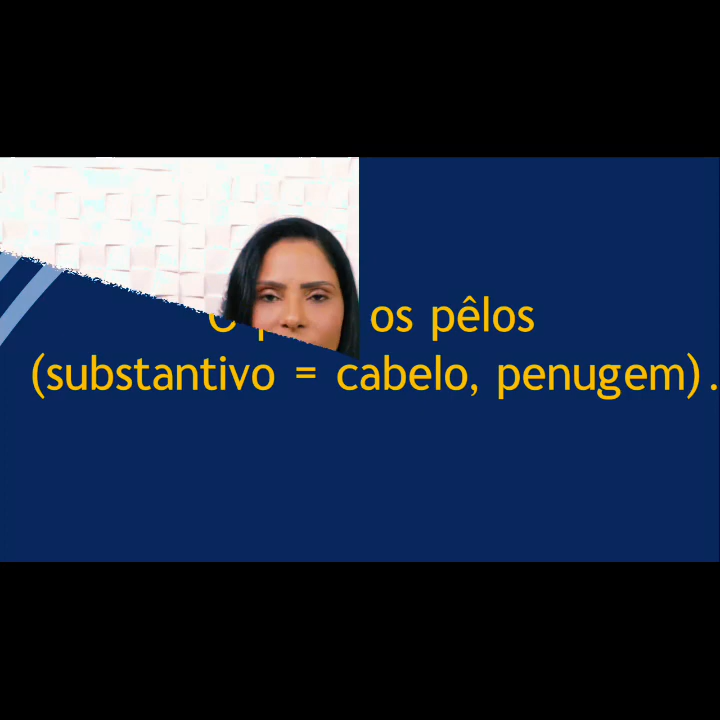 os pêlos
(substantivo = cabelo, penugem).